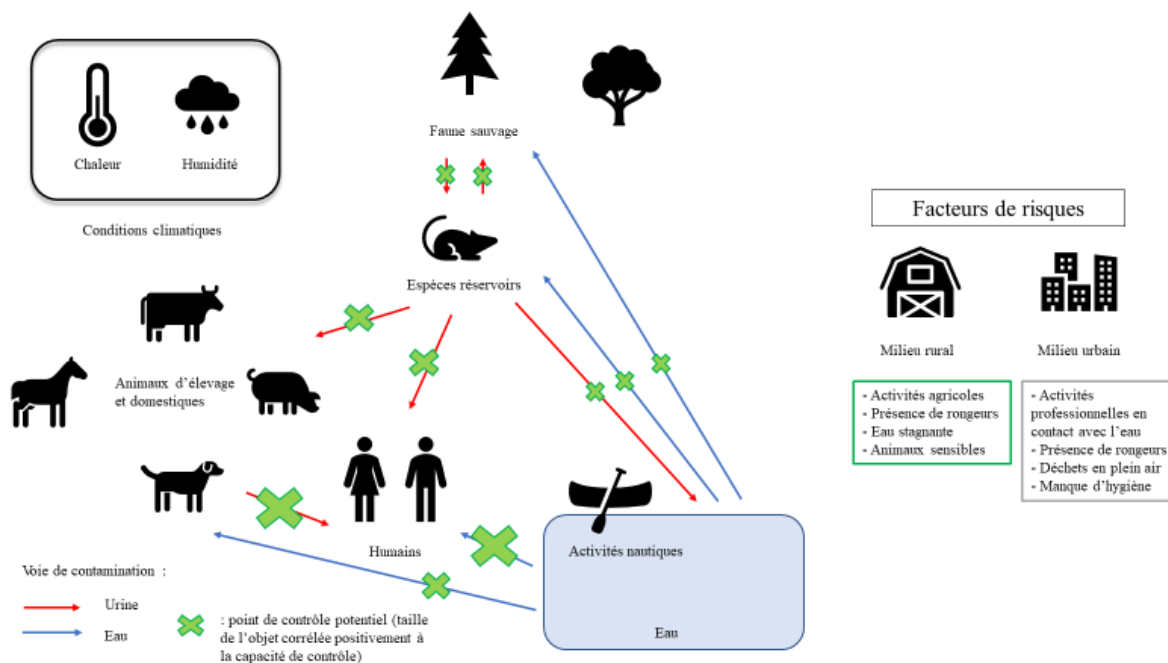 Faune sauvage
Chaleur
Humidité
Conditions climatiques
Espèces réservoirs
Animaux d'élevage
et domestiques
Humains
Activités nautiques
Eau
Voie de contamination :
Urine
Eau
: point de contrôle potentiel (taille
de l'objet corrélée positivement à
la capacité de contrôle)
Facteurs de risques
Milieu rural
- Activités agricoles
- Présence de rongeurs
- Eau stagnante
- Animaux sensibles
Milieu urbain
- Activités
professionnelles en
contact avec l'eau
- Présence de rongeurs
- Déchets en plein air
- Manque d'hygiène